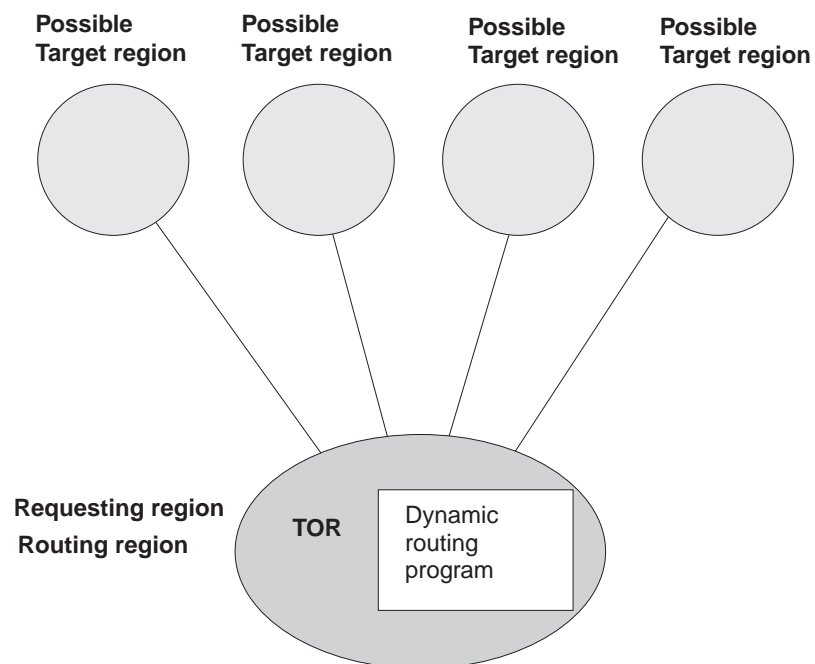 Possible
Target region
Possible
Target region
Possible
Target region
Possible
Target region
Requesting region
Routing region
TOR
Dynamic
routing
program